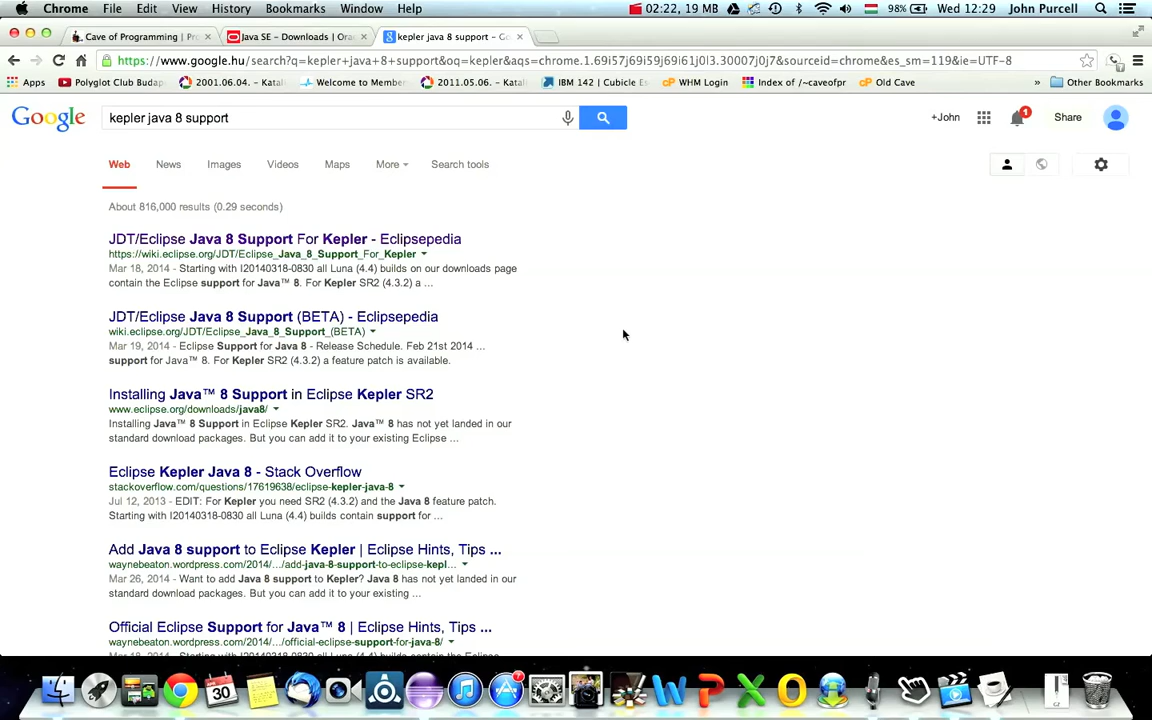 Chrome File Edit View History Bookmarks Window Help 02:22, 19 MB 98% Wed 12:29 John Purcell
Cave of Programming | Pro × Java SE - Downloads | Ora × kepler java 8 support - Go ×
https://www.google.hu/search?q=kepler+java+8+support&oq=kepler&aqs=chrome.1.69i57j69i59j69i61j0l3.30007j0j7&sourceid=chrome&es_sm=119&ie=UTF-8
Apps Polyglot Club Budap 2001.06.04. - Katali Welcome to Member 2011.05.06. - Katali IBM 142 | Cubicle E WHM Login Index of /caveofpr Old Cave » Other Bookmarks
Google kepler java 8 support +John 1 Share
Web News Images Videos Maps More Search tools
About 816,000 results (0.29 seconds)
JDT/Eclipse Java 8 Support For Kepler - Eclipsepedia
https://wiki.eclipse.org/JDT/Eclipse_Java_8_Support_For_Kepler
Mar 18, 2014 - Starting with I20140318-0830 all Luna (4.4) builds on our downloads page
contain the Eclipse support for Java™ 8. For Kepler SR2 (4.3.2) a ...
JDT/Eclipse Java 8 Support (BETA) - Eclipsepedia
wiki.eclipse.org/JDT/Eclipse_Java_8_Support_(BETA)
Mar 19, 2014 - Eclipse Support for Java 8 - Release Schedule. Feb 21st 2014 ...
support for Java™ 8. For Kepler SR2 (4.3.2) a feature patch is available.
Installing Java™ 8 Support in Eclipse Kepler SR2
www.eclipse.org/downloads/java8/
Installing Java™ 8 Support in Eclipse Kepler SR2. Java™ 8 has not yet landed in our
standard download packages. But you can add it to your existing Eclipse ...
Eclipse Kepler Java 8 - Stack Overflow
stackoverflow.com/questions/17619638/eclipse-kepler-java-8
Jul 12, 2013 - EDIT: For Kepler you need SR2 (4.3.2) and the Java 8 feature patch.
Starting with I20140318-0830 all Luna (4.4) builds contain support for ...
Add Java 8 support to Eclipse Kepler | Eclipse Hints, Tips ...
waynebeaton.wordpress.com/2014/.../add-java-8-support-to-eclipse-kepl...
Mar 26, 2014 - Want to add Java 8 support to Kepler? Java 8 has not yet landed in our
standard download packages. But you can add it to your existing ...
Official Eclipse Support for Java™ 8 | Eclipse Hints, Tips ...
waynebeaton.wordpress.com/2014/.../official-eclipse-support-for-java-8/